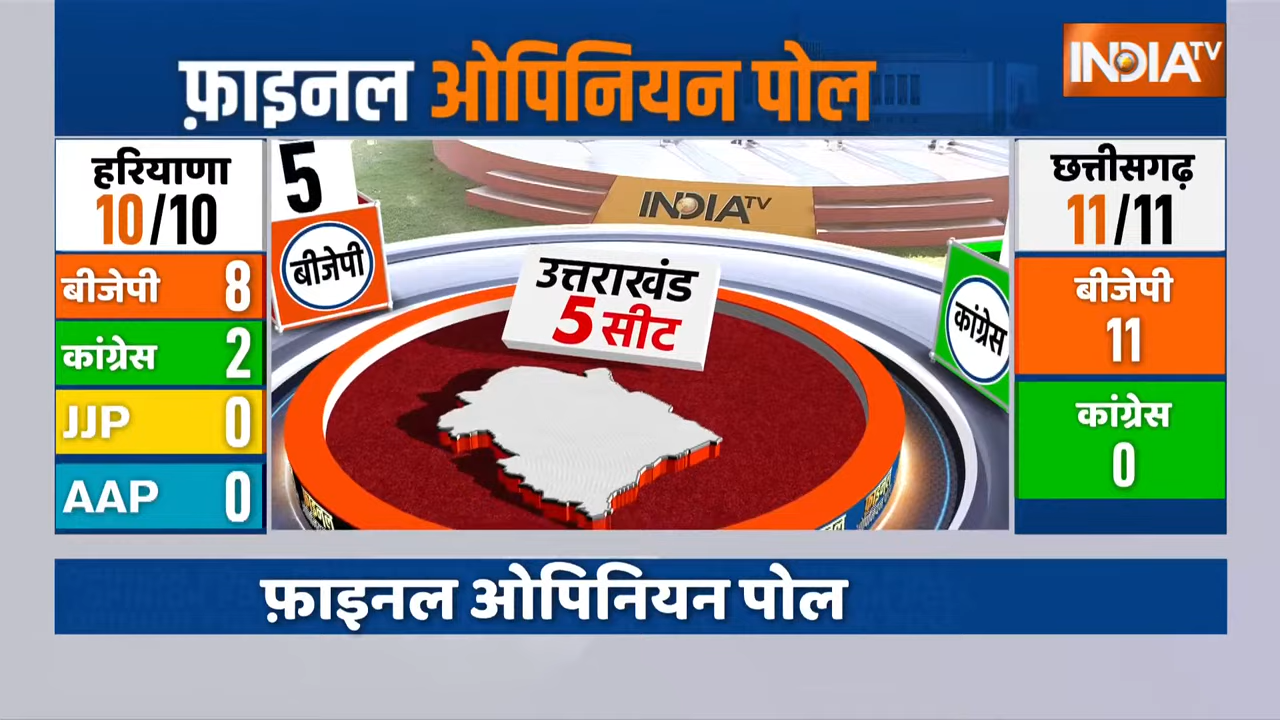 फ़ाइनल ओपिनियन पोल
INDIA TV
हरियाणा
10/10
बीजेपी 8
कांग्रेस 2
JJP 0
AAP 0
5
बीजेपी
INDIA TV
उत्तराखंड
5 सीट
कांग्रेस
छत्तीसगढ़
11/11
बीजेपी
11
कांग्रेस
0
फ़ाइनल ओपिनियन पोल